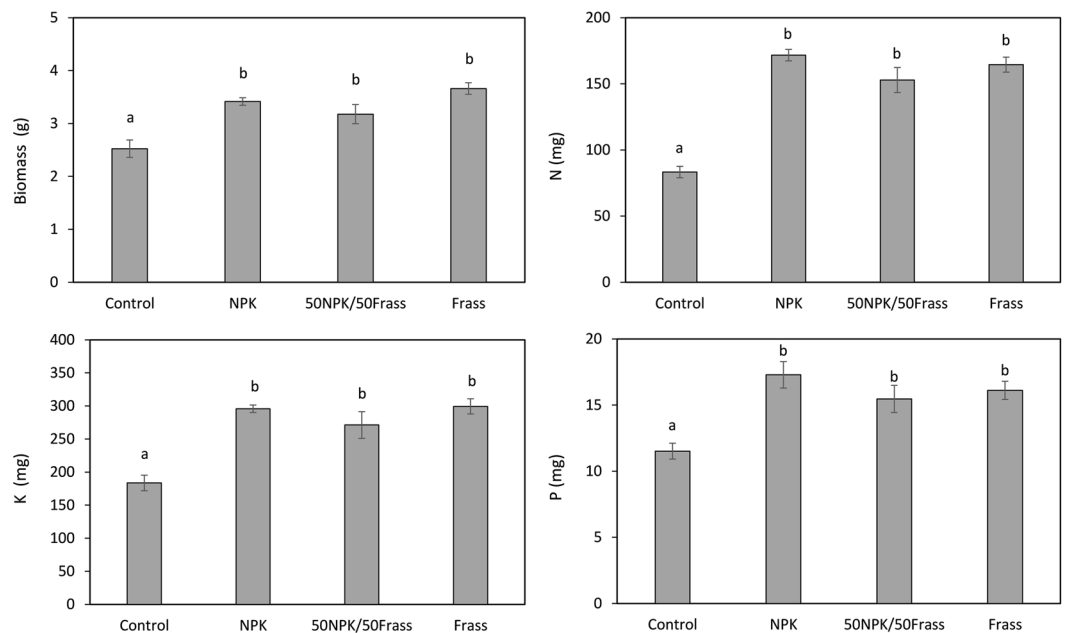 5
4
3
2
1
0
Biomass (g)
a
b
b
b
Control
NPK
50NPK/50Frass
Frass
200
150
100
50
0
N (mg)
a
b
b
b
Control
NPK
50NPK/50Frass
Frass
400
350
300
250
200
150
100
50
0
K (mg)
a
b
b
b
Control
NPK
50NPK/50Frass
Frass
20
15
10
5
0
P (mg)
a
b
b
b
Control
NPK
50NPK/50Frass
Frass